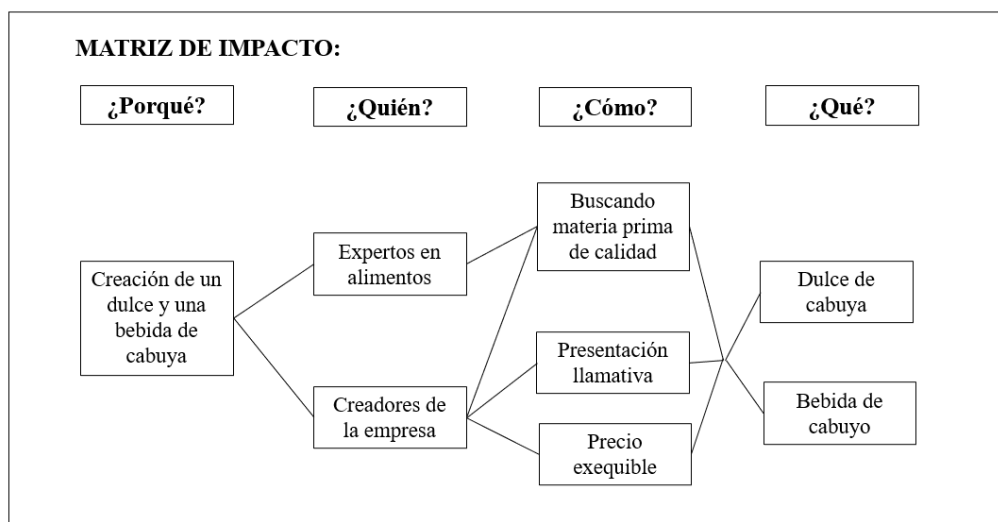 MATRIZ DE IMPACTO:
¿Porqué?
¿Quién?
¿Cómo?
¿Qué?
Creación de un
dulce y una
bebida de
cabuya
Expertos en
alimentos
Creadores de
la empresa
Buscando
materia prima
de calidad
Presentación
llamativa
Precio
exequible
Dulce de
cabuya
Bebida de
cabuyo